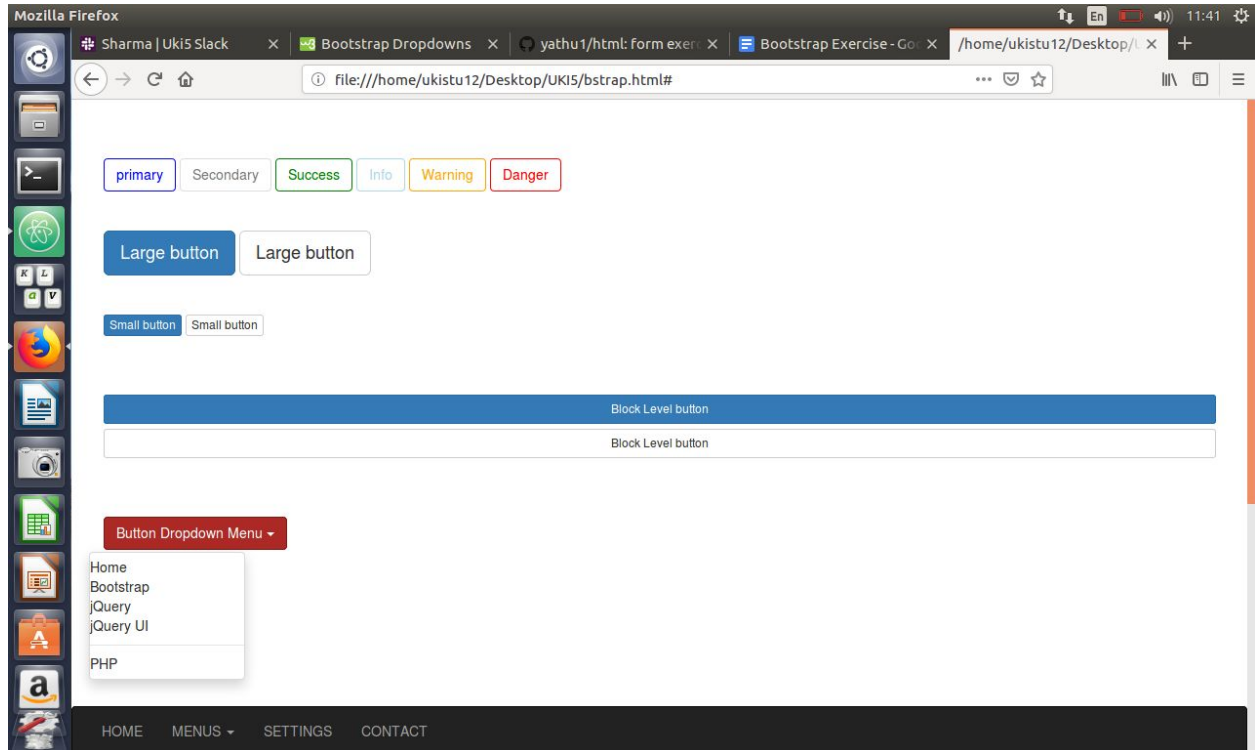 Mozilla Firefox
En 11:41
Sharma | Uki5 Slack
Bootstrap Dropdowns
yathu1/html: form exerc
Bootstrap Exercise - Goo
/home/ukistu12/Desktop/U
file:///home/ukistu12/Desktop/UKI5/bstrap.html#
primary Secondary Success Info Warning Danger
Large button Large button
Small button Small button
Block Level button
Block Level button
Button Dropdown Menu
Home
Bootstrap
jQuery
jQuery UI
PHP
HOME MENUS SETTINGS CONTACT
K L
a V
A
a